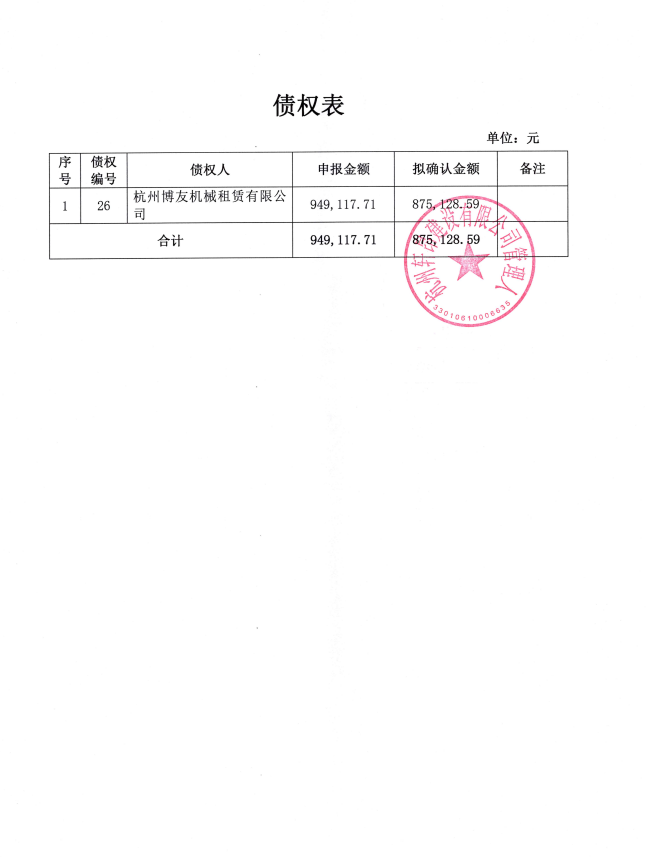 债权表
单位：元
序号 债权编号 债权人 申报金额 拟确认金额 备注
1 26 杭州博友机械租赁有限公司 949,117.71 875,128.59
合计 949,117.71 875,128.59
杭州轩 建设有限公司管理人
33010610006635